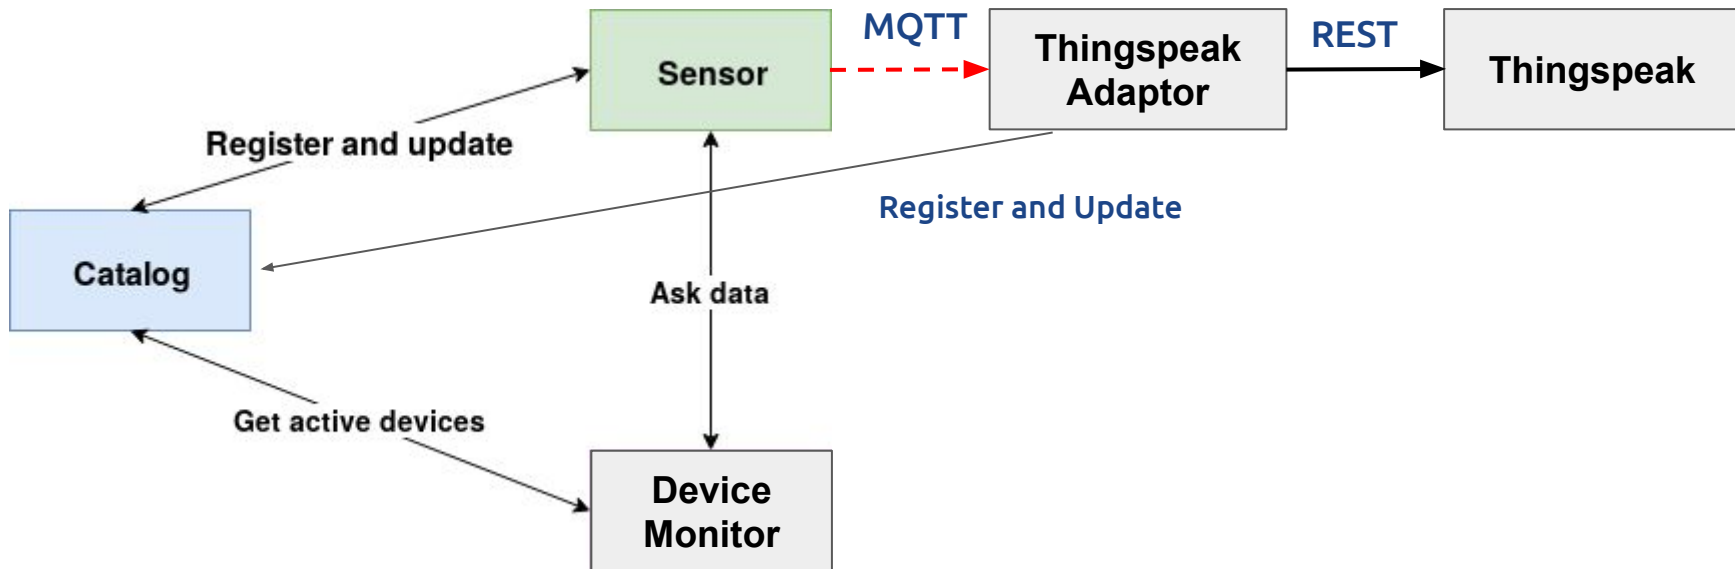 MQTT
REST
Sensor
Thingspeak
Adaptor
Thingspeak
Register and update
Register and Update
Catalog
Ask data
Get active devices
Device
Monitor